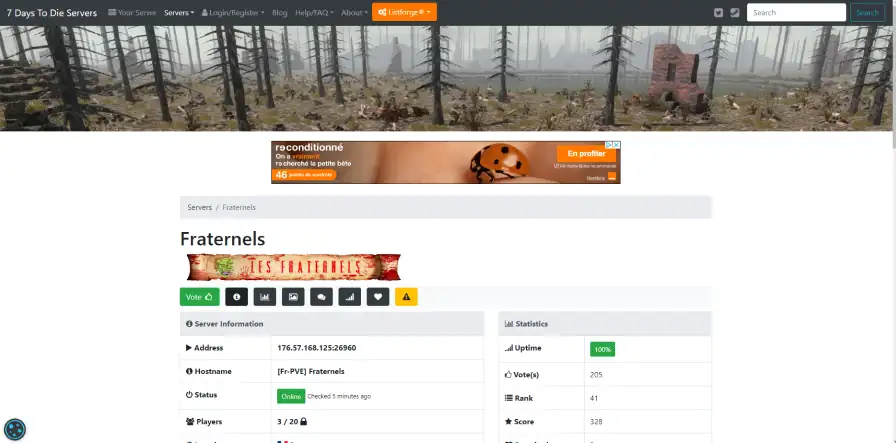 7 Days To Die Servers Your Server Servers Login/Register Blog Help/FAQ About Listforge® Search Search
reconditionné
On a vraiment
recherché la petite bête
46 points de contrôle
En profiter
Servers / Fraternels
Fraternels
LES FRATERNELS
Vote
Server Information
Address 176.57.168.125:26960
Hostname [Fr-PVE] Fraternels
Status Online Checked 5 minutes ago
Players 3 / 20
Statistics
Uptime 100%
Vote(s) 205
Rank 41
Score 328